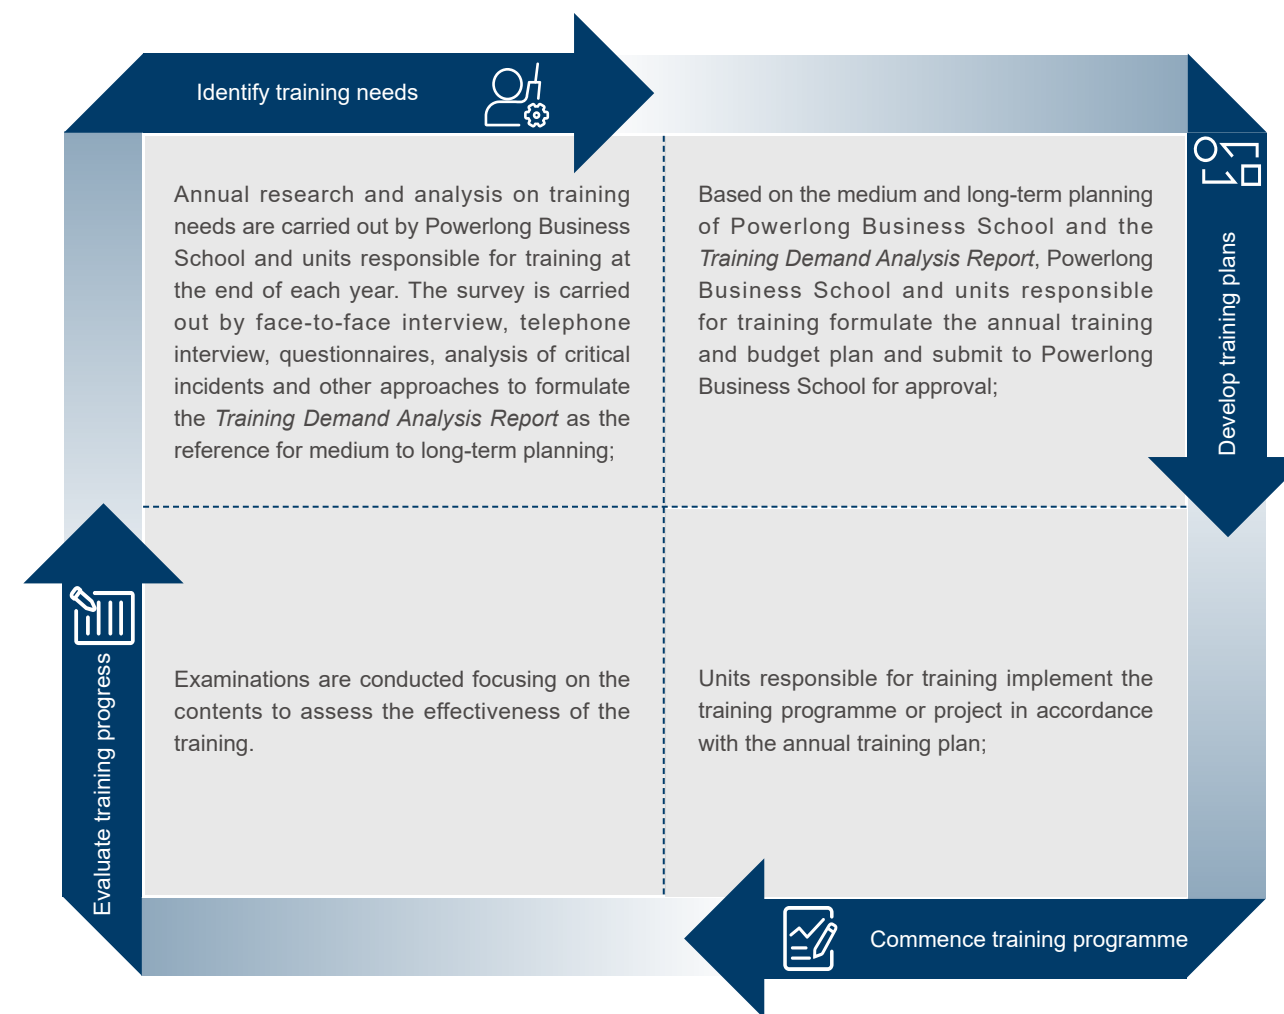 Identify training needs
Annual research and analysis on training
needs are carried out by Powerlong Business
School and units responsible for training at
the end of each year. The survey is carried
out by face-to-face interview, telephone
interview, questionnaires, analysis of critical
incidents and other approaches to formulate
the Training Demand Analysis Report as the
reference for medium to long-term planning;
Develop training plans
Based on the medium and long-term planning
of Powerlong Business School and the
Training Demand Analysis Report, Powerlong
Business School and units responsible
for training formulate the annual training
and budget plan and submit to Powerlong
Business School for approval;
Commence training programme
Units responsible for training implement the
training programme or project in accordance
with the annual training plan;
Evaluate training progress
Examinations are conducted focusing on the
contents to assess the effectiveness of the
training.